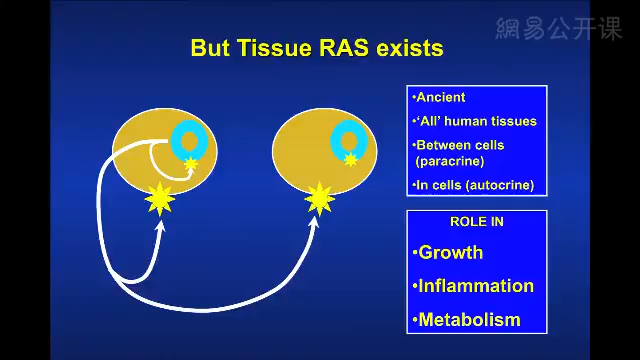 網易公开课
But Tissue RAS exists
•Ancient
•‘All’ human tissues
•Between cells
(paracrine)
•In cells (autocrine)
ROLE IN
•Growth
•Inflammation
•Metabolism